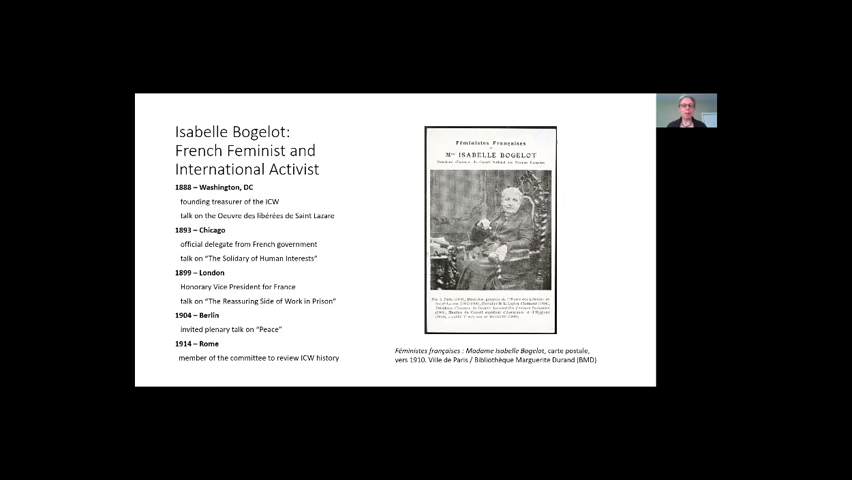 Isabelle Bogelot:
French Feminist and
International Activist
1888 – Washington, DC
founding treasurer of the ICW
talk on the Oeuvre des libérées de Saint Lazare
1893 – Chicago
official delegate from French government
talk on "The Solidary of Human Interests"
1899 – London
Honorary Vice President for France
talk on "The Reassuring Side of Work in Prison"
1904 – Berlin
invited plenary talk on "Peace"
1914 – Rome
member of the committee to review ICW history
Féministes Françaises
Mme ISABELLE BOGELOT
Féministes françaises : Madame Isabelle Bogelot, carte postale,
vers 1910. Ville de Paris / Bibliothèque Marguerite Durand (BMD)